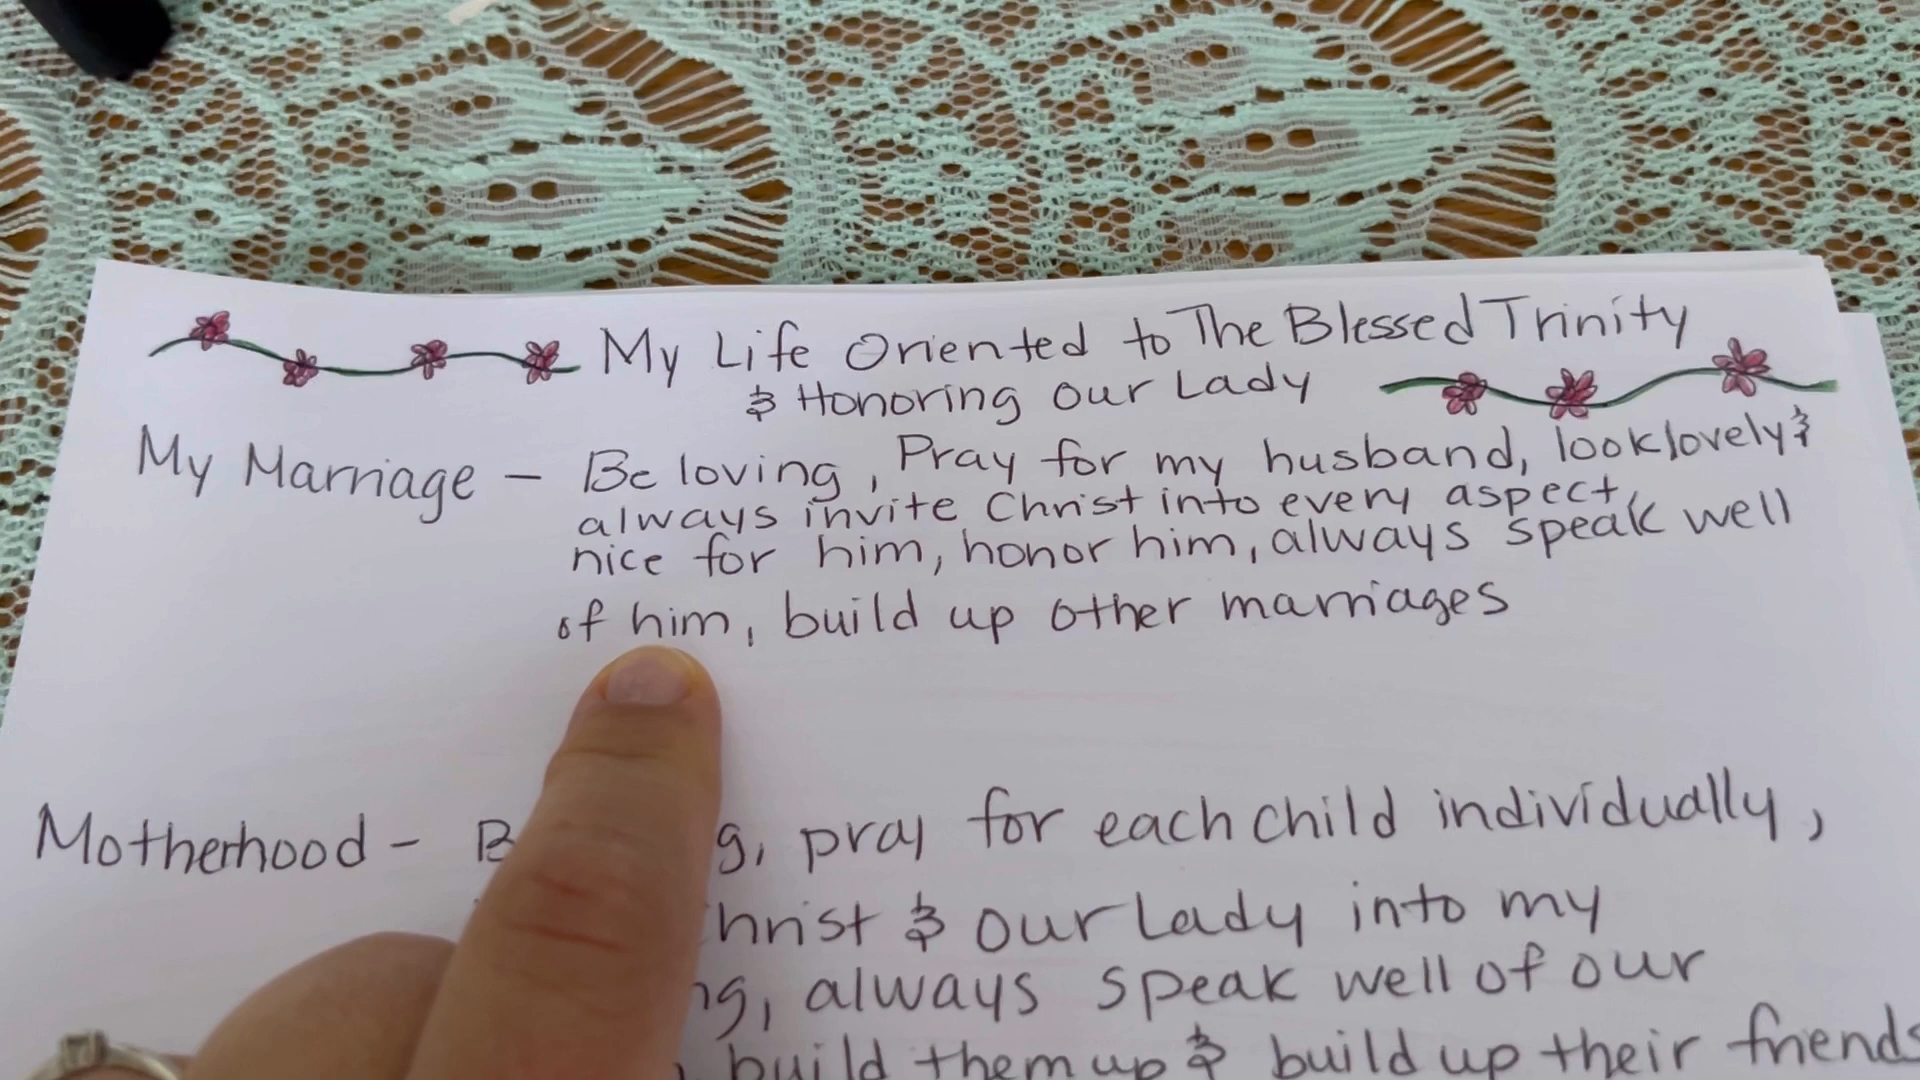 My Life Oriented to The Blessed Trinity
& Honoring Our Lady
My Marriage - Be loving, Pray for my husband, look lovely &
always invite Christ into every aspect,
nice for him, honor him, always speak well
of him, build up other marriages
Motherhood - pray for each child individually,
& our Lady into my
always speak well of our
build them up & build up their friends